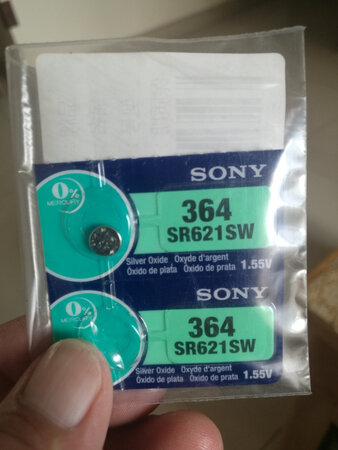 SONY
0%
MERCURY
364
SR621SW
Silver Oxide Oxyde d'argent
Óxido de plata Óxido de prata 1.55V
SONY
0%
MERCURY
364
SR621SW
Silver Oxide Oxyde d'argent
Óxido de plata Óxido de prata 1.55V